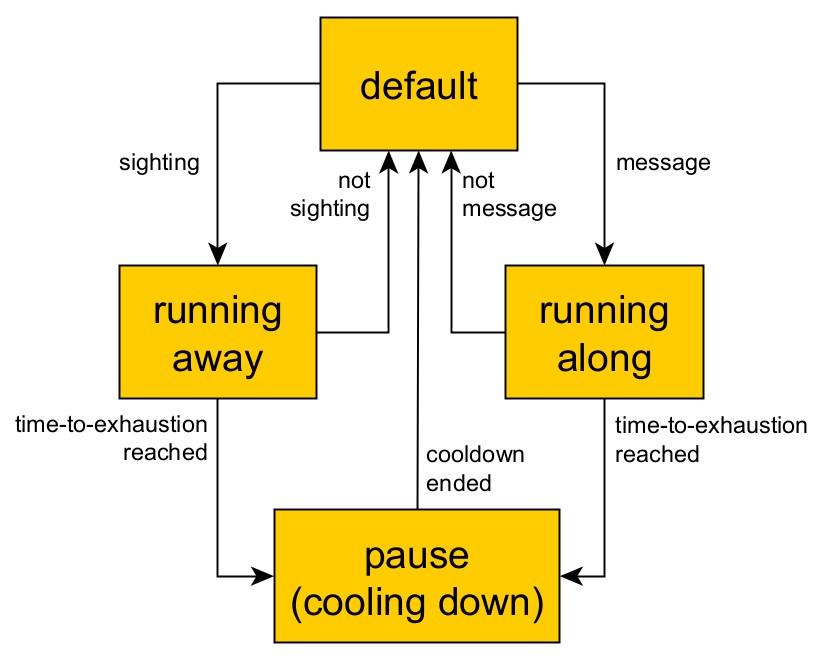 default
sighting
message
not
sighting
not
message
running
away
running
along
time-to-exhaustion
reached
time-to-exhaustion
reached
cooldown
ended
pause
(cooling down)